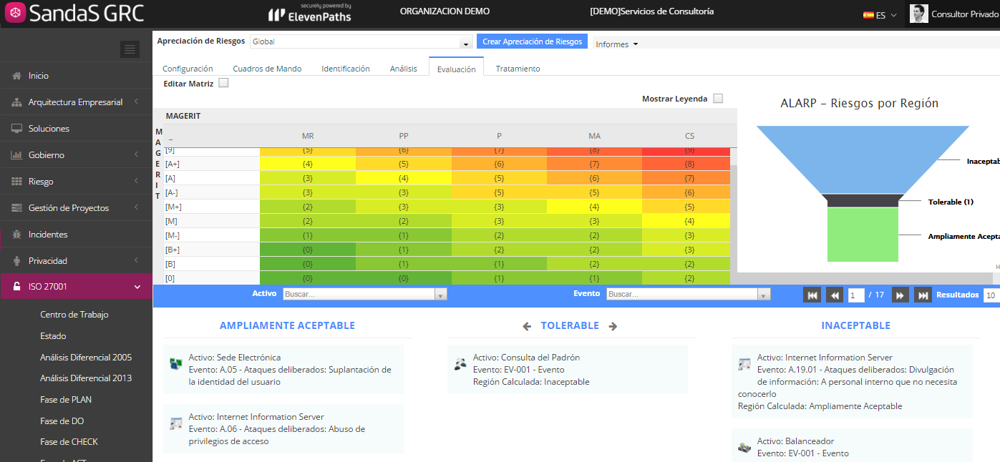 SandaS GRC
securely powered by
ElevenPaths
ORGANIZACION DEMO
[DEMO]Servicios de Consultoría
ES
Consultor Privado
Inicio
Arquitectura Empresarial
Soluciones
Gobierno
Riesgo
Gestión de Proyectos
Incidentes
Privacidad
ISO 27001
Centro de Trabajo
Estado
Análisis Diferencial 2005
Análisis Diferencial 2013
Fase de PLAN
Fase de DO
Fase de CHECK
Apreciación de Riesgos Global Crear Apreciación de Riesgos Informes
Configuración Cuadros de Mando Identificación Análisis Evaluación Tratamiento
Editar Matriz
Mostrar Leyenda
MAGERIT
MAGERIT
_ MR PP P MA CS
[9] {5} {6} {7} {8} {9}
[A+] {4} {5} {6} {7} {8}
[A] {3} {4} {5} {6} {7}
[A-] {3} {3} {5} {5} {6}
[M+] {2} {3} {3} {4} {5}
[M] {2} {2} {3} {3} {4}
[M-] {1} {1} {2} {2} {3}
[B+] {0} {1} {2} {2} {3}
[B] {0} {1} {1} {2} {2}
[0] {0} {0} {1} {1} {2}
ALARP – Riesgos por Región
Inaceptab
Tolerable (1)
Ampliamente Acepta
H
Activo Buscar... Evento Buscar... 1 / 17 Resultados 10
AMPLIAMENTE ACEPTABLE
Activo: Sede Electrónica
Evento: A.05 - Ataques deliberados: Suplantación de
la identidad del usuario
Activo: Internet Information Server
Evento: A.06 - Ataques deliberados: Abuso de
privilegios de acceso
TOLERABLE
Activo: Consulta del Padrón
Evento: EV-001 - Evento
Región Calculada: Inaceptable
INACEPTABLE
Activo: Internet Information Server
Evento: A.19.01 - Ataques deliberados: Divulgación
de información: A personal interno que no necesita
conocerlo
Región Calculada: Ampliamente Aceptable
Activo: Balanceador
Evento: EV-001 - Evento